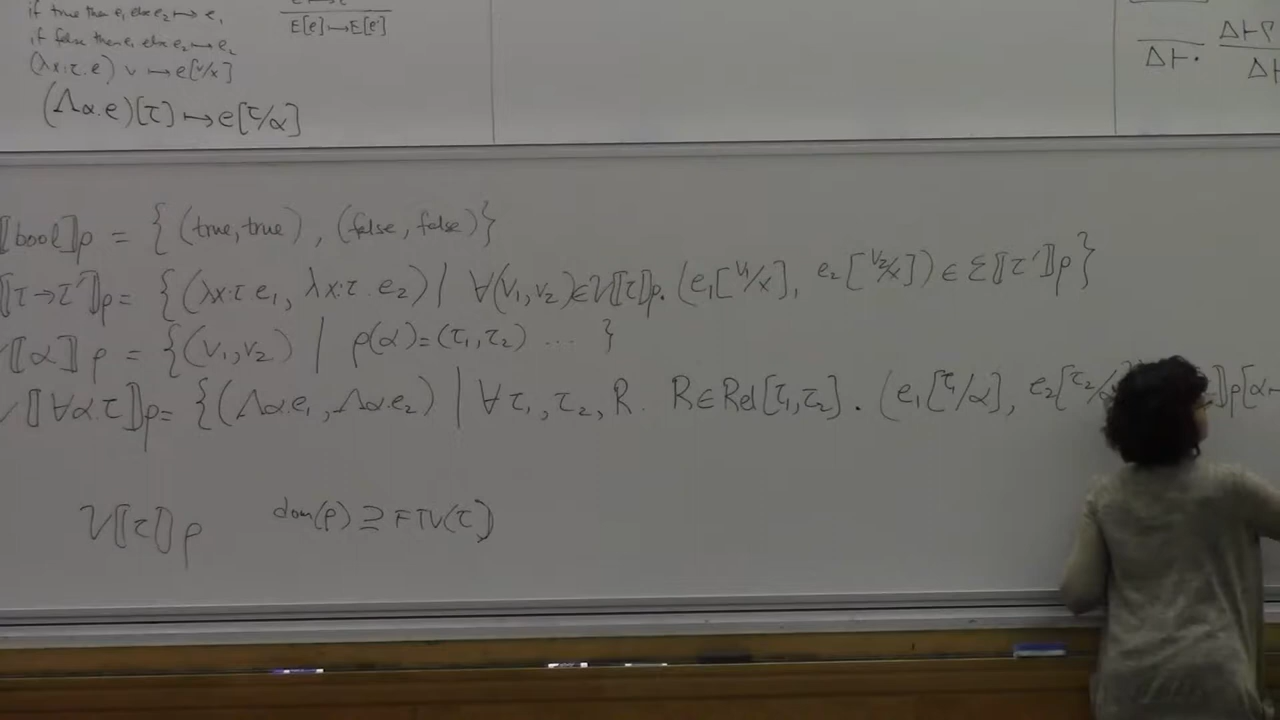 if true then e₁ else e₂ ↦ e₁
if false then e₁ else e₂ ↦ e₂
(λx:τ.e) v ↦ e[v/x]
(Λα.e)[τ] ↦ e[τ/α]
E[e] ↦ E[e']
Δ⊢·
Δ⊢Γ
Δ⊢
⟦bool⟧ρ = {(true, true), (false, false)}
⟦τ→τ'⟧ρ = {(λx:τ.e₁, λx:τ.e₂) | ∀(v₁,v₂)∈𝒱⟦τ⟧ρ. (e₁[v₁/x], e₂[v₂/x]) ∈ ℰ⟦τ'⟧ρ}
𝒱⟦α⟧ρ = {(v₁,v₂) | ρ(α)=(τ₁,τ₂) ... }
𝒱⟦∀α.τ⟧ρ = {(Λα.e₁, Λα.e₂) | ∀τ₁,τ₂,R. R∈Rel[τ₁,τ₂]. (e₁[τ₁/α], e₂[τ₂/α ⟧ρ[α
𝒱⟦τ⟧ρ dom(ρ) ⊇ FTV(τ)